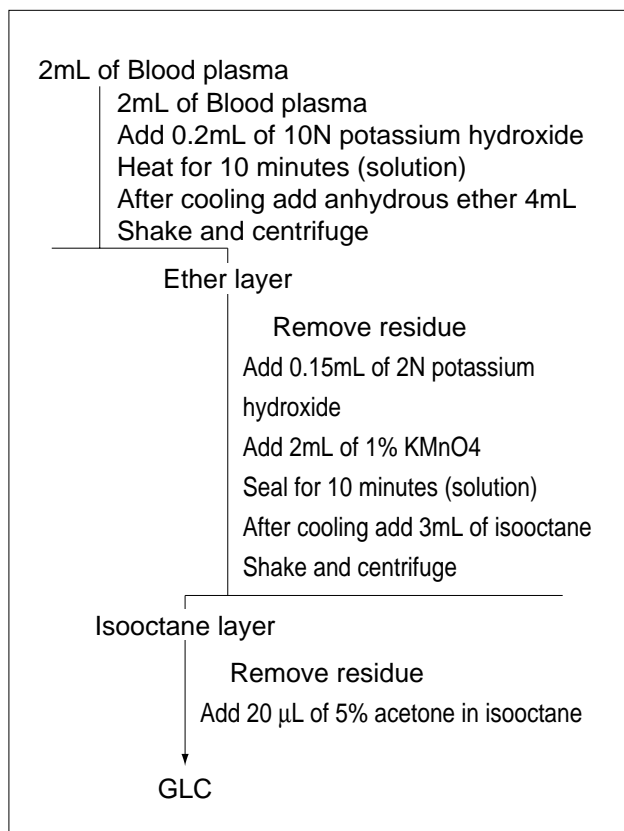 2mL of Blood plasma
2mL of Blood plasma
Add 0.2mL of 10N potassium hydroxide
Heat for 10 minutes (solution)
After cooling add anhydrous ether 4mL
Shake and centrifuge
Ether layer
Remove residue
Add 0.15mL of 2N potassium
hydroxide
Add 2mL of 1% KMnO4
Seal for 10 minutes (solution)
After cooling add 3mL of isooctane
Shake and centrifuge
Isooctane layer
Remove residue
Add 20 μL of 5% acetone in isooctane
GLC